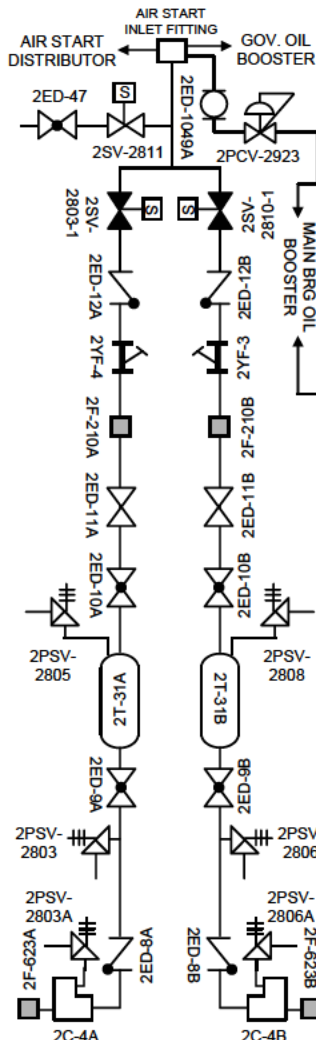 AIR START
INLET FITTING
AIR START
DISTRIBUTOR
GOV. OIL
BOOSTER
2ED-47
S
2SV-2811
2ED-1049A
2PCV-2923
2SV-
2803-1
S
S
2SV-
2810-1
MAIN BRG OIL
BOOSTER
2ED-12A
2ED-12B
2YF-4
2YF-3
2F-210A
2F-210B
2ED-11A
2ED-11B
2ED-10A
2ED-10B
2PSV-
2805
2PSV-
2808
2T-31A
2T-31B
2ED-9A
2ED-9B
2PSV-
2803
2PSV-
2806
2PSV-
2803A
2PSV-
2806A
2F-623A
2ED-8A
2ED-8B
2F-623B
2C-4A
2C-4B